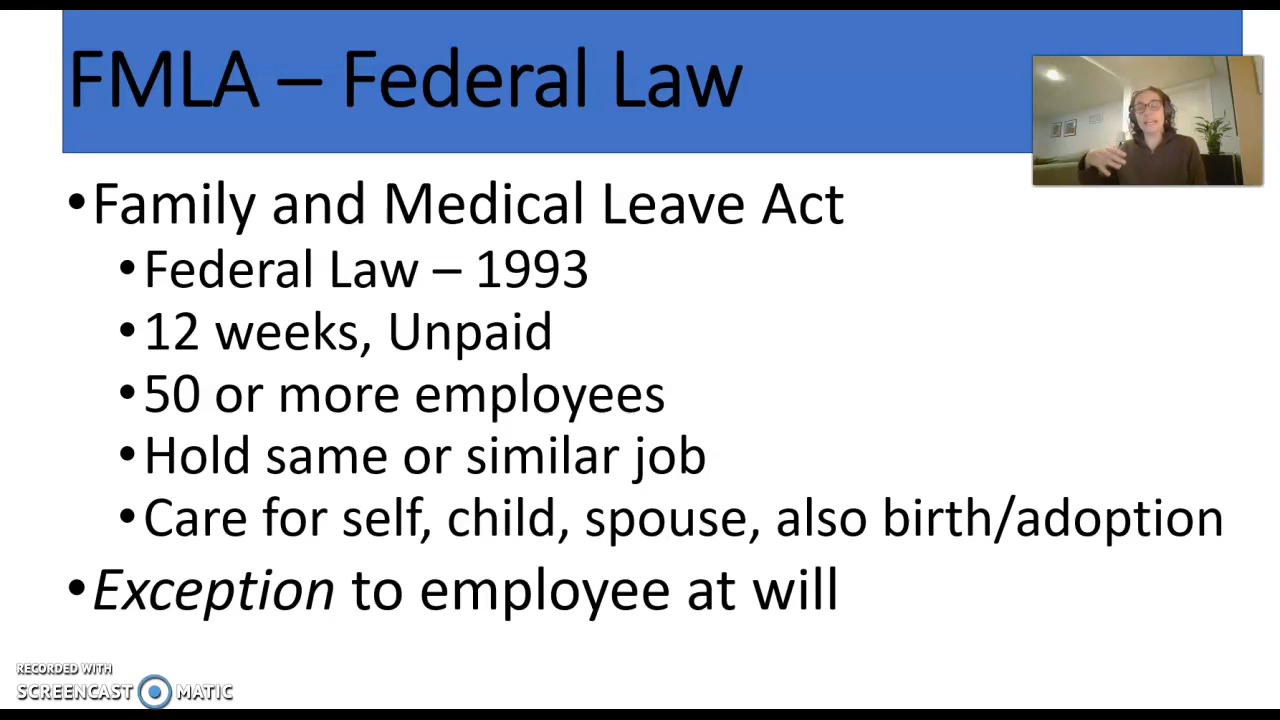 FMLA – Federal Law
•Family and Medical Leave Act
•Federal Law – 1993
•12 weeks, Unpaid
•50 or more employees
•Hold same or similar job
•Care for self, child, spouse, also birth/adoption
•Exception to employee at will
RECORDED WITH
SCREENCAST MATIC